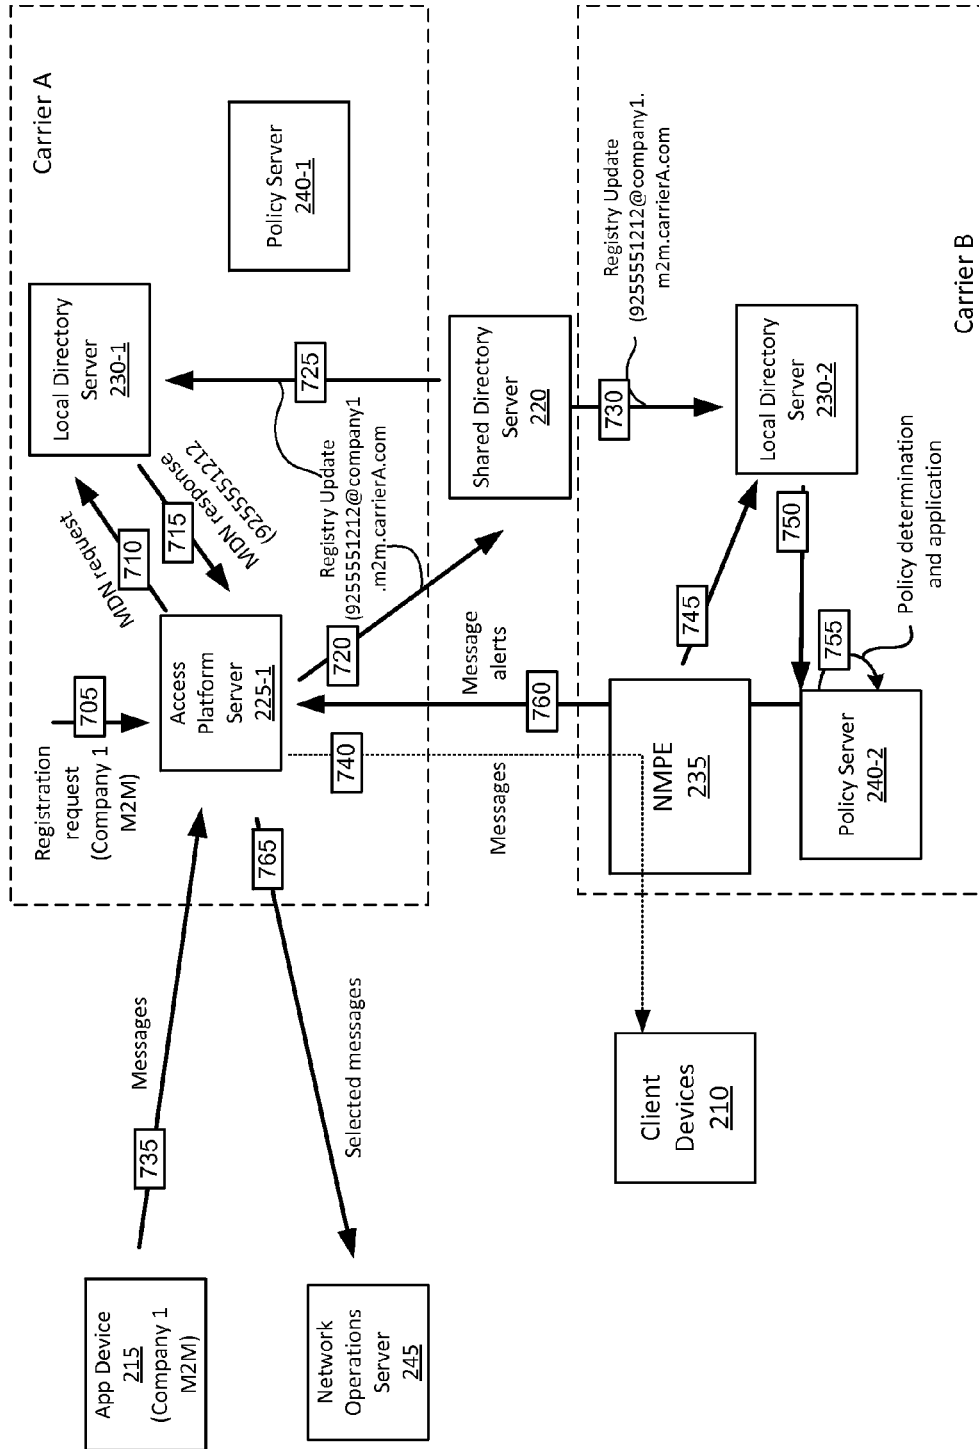 Carrier A
Registration
request
(Company 1
M2M)
705
MDN request
710
715
MDN response
(9255551212
Local Directory
Server
230-1
Policy Server
240-1
Access
Platform
Server
225-1
725
Registry Update
(9255551212@company1
.m2m.carrierA.com
720
740
765
App Device
215
(Company 1
M2M)
735
Messages
Selected messages
Network
Operations
Server
245
Messages
760
Message
alerts
Shared Directory
Server
220
730
Registry Update
(9255551212@company1.
m2m.carrierA.com
Client
Devices
210
NMPE
235
745
Local Directory
Server
230-2
750
Policy Server
240-2
755
Policy determination
and application
Carrier B